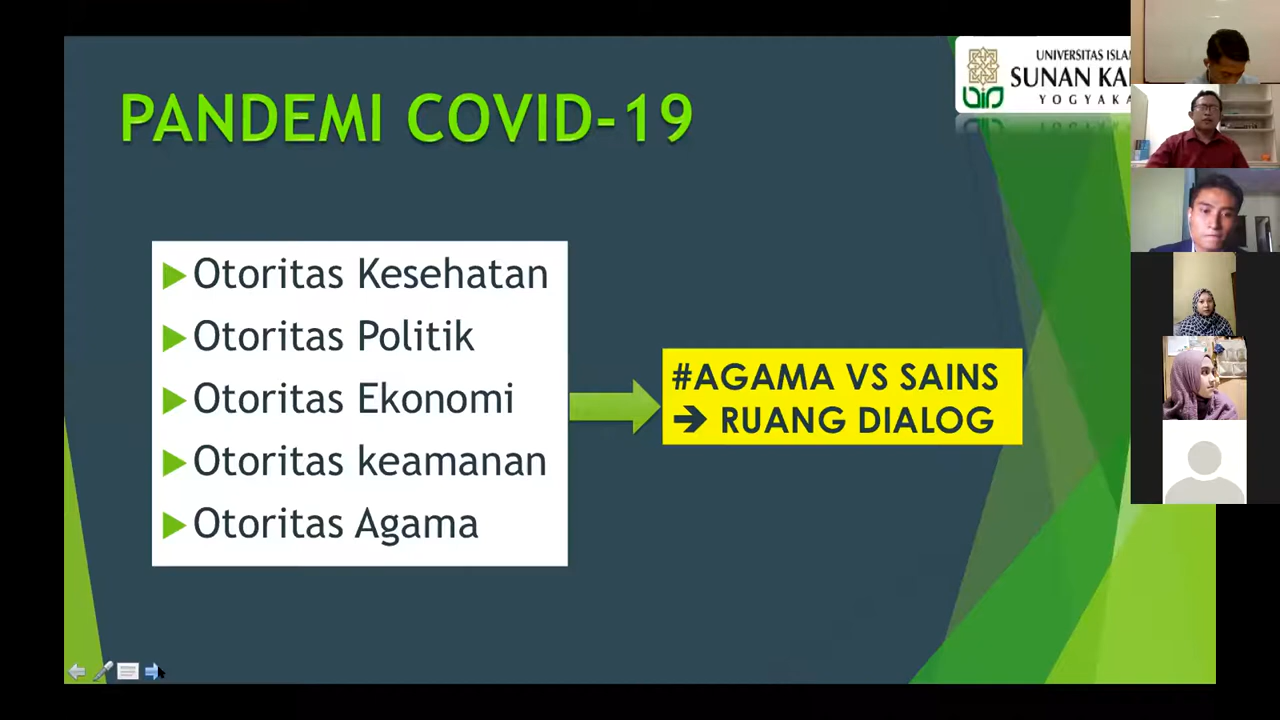 PANDEMI COVID-19
UNIVERSITAS
SUNAN
Otoritas Kesehatan
Otoritas Politik
Otoritas Ekonomi
Otoritas keamanan
Otoritas Agama
#AGAMA VS SAINS
➔ RUANG DIALOG